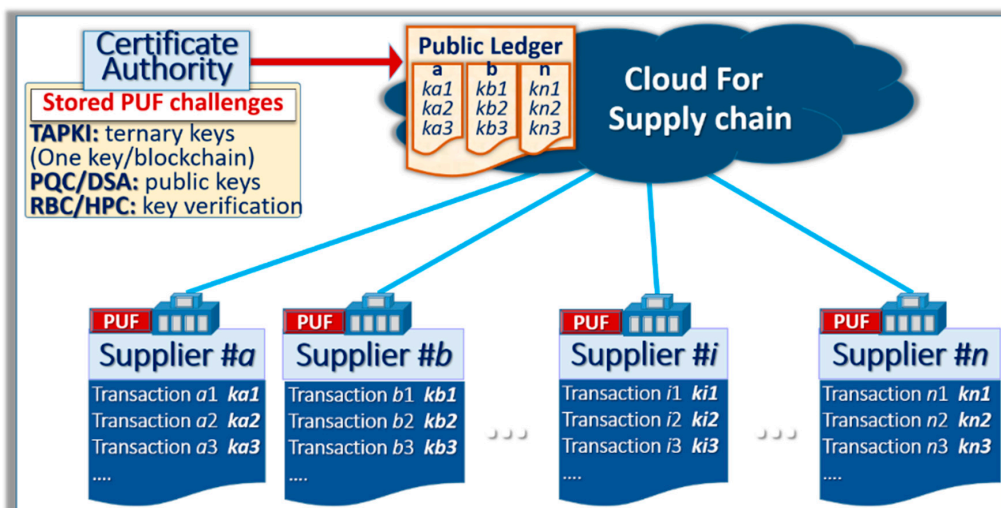 Certificate
Authority
Stored PUF challenges
TAPKI: ternary keys
(One key/blockchain)
PQC/DSA: public keys
RBC/HPC: key verification
Public Ledger
a b n
ka1 kb1 kn1
ka2 kb2 kn2
ka3 kb3 kn3
Cloud For
Supply chain
PUF
Supplier #a
Transaction a1 ka1
Transaction a2 ka2
Transaction a3 ka3
....
PUF
Supplier #b
Transaction b1 kb1
Transaction b2 kb2
Transaction b3 kb3
....
...
PUF
Supplier #i
Transaction i1 ki1
Transaction i2 ki2
Transaction i3 ki3
....
...
PUF
Supplier #n
Transaction n1 kn1
Transaction n2 kn2
Transaction n3 kn3
....